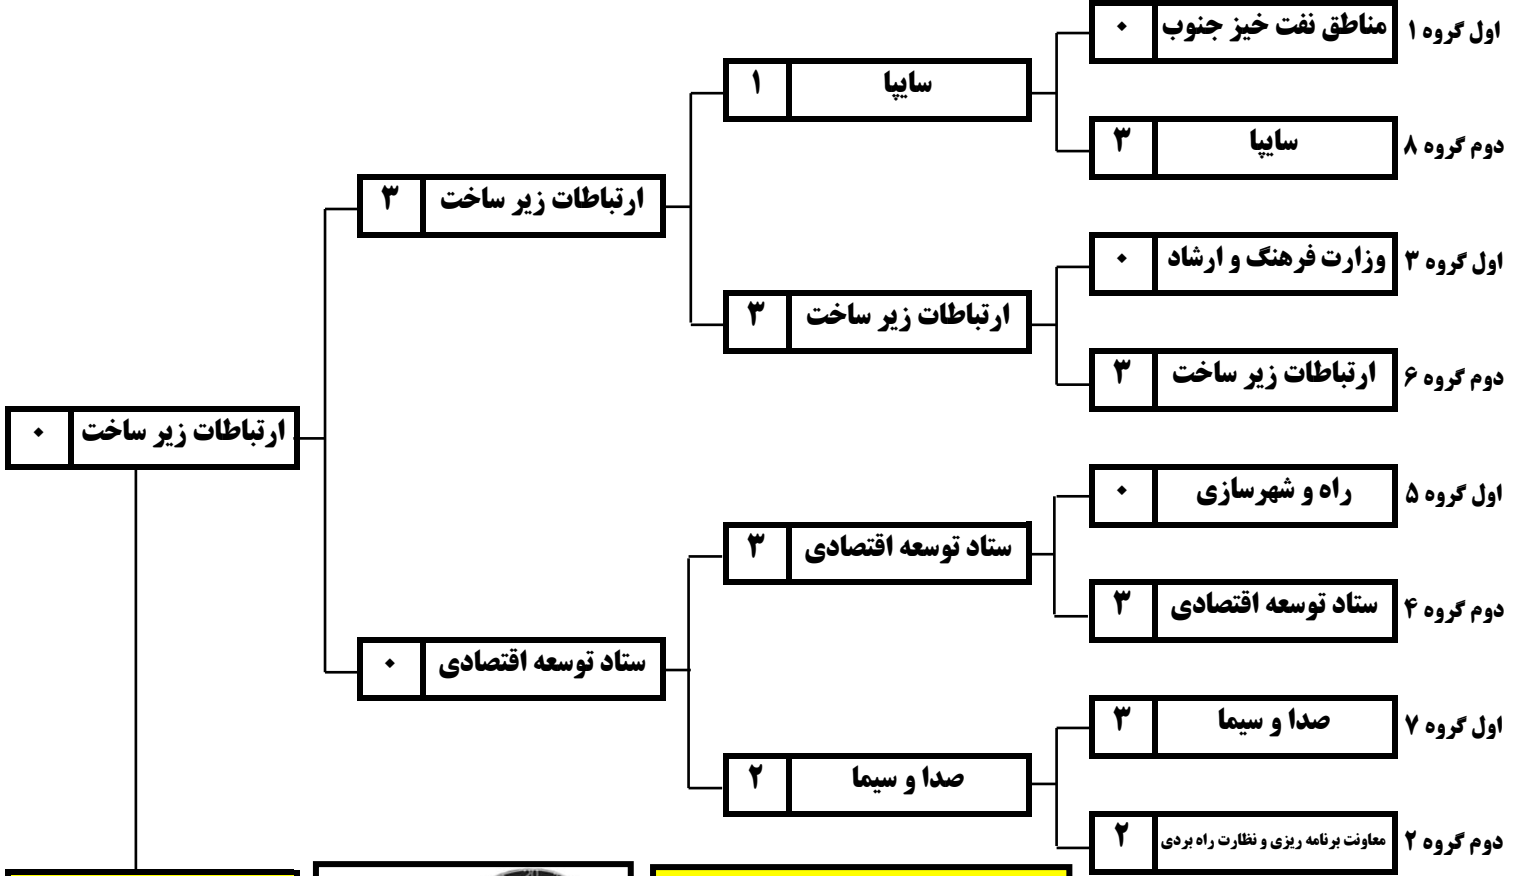 اول گروه ۱ مناطق نفت خیز جنوب ۰
سایپا ۱
دوم گروه ۸ سایپا ۳
ارتباطات زیر ساخت ۳
اول گروه ۳ وزارت فرهنگ و ارشاد ۰
ارتباطات زیر ساخت ۳
دوم گروه ۶ ارتباطات زیر ساخت ۳
ارتباطات زیر ساخت ۰
اول گروه ۵ راه و شهرسازی ۰
ستاد توسعه اقتصادی ۳
دوم گروه ۴ ستاد توسعه اقتصادی ۳
ستاد توسعه اقتصادی ۰
اول گروه ۷ صدا و سیما ۳
صدا و سیما ۲
دوم گروه ۲ معاونت برنامه ریزی و نظارت راه بردی ۲